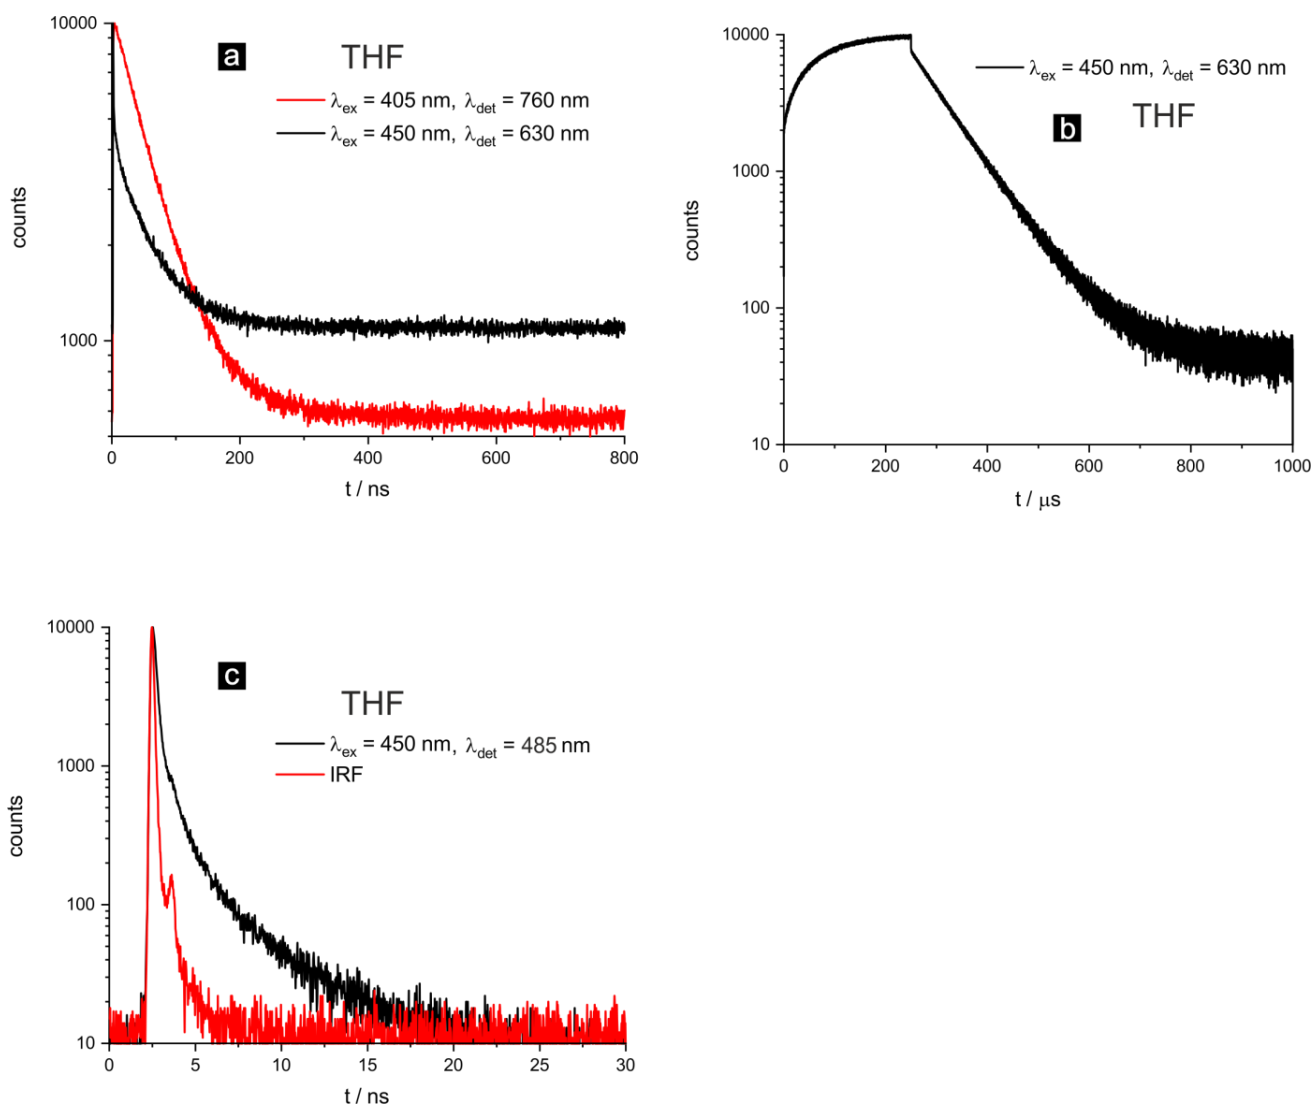 a
THF
λex = 405 nm, λdet = 760 nm
λex = 450 nm, λdet = 630 nm
10000
1000
counts
0 200 400 600 800
t / ns
λex = 450 nm, λdet = 630 nm
b
THF
10000
1000
100
10
counts
0 200 400 600 800 1000
t / μs
c
THF
λex = 450 nm, λdet = 485 nm
IRF
10000
1000
100
10
counts
0 5 10 15 20 25 30
t / ns